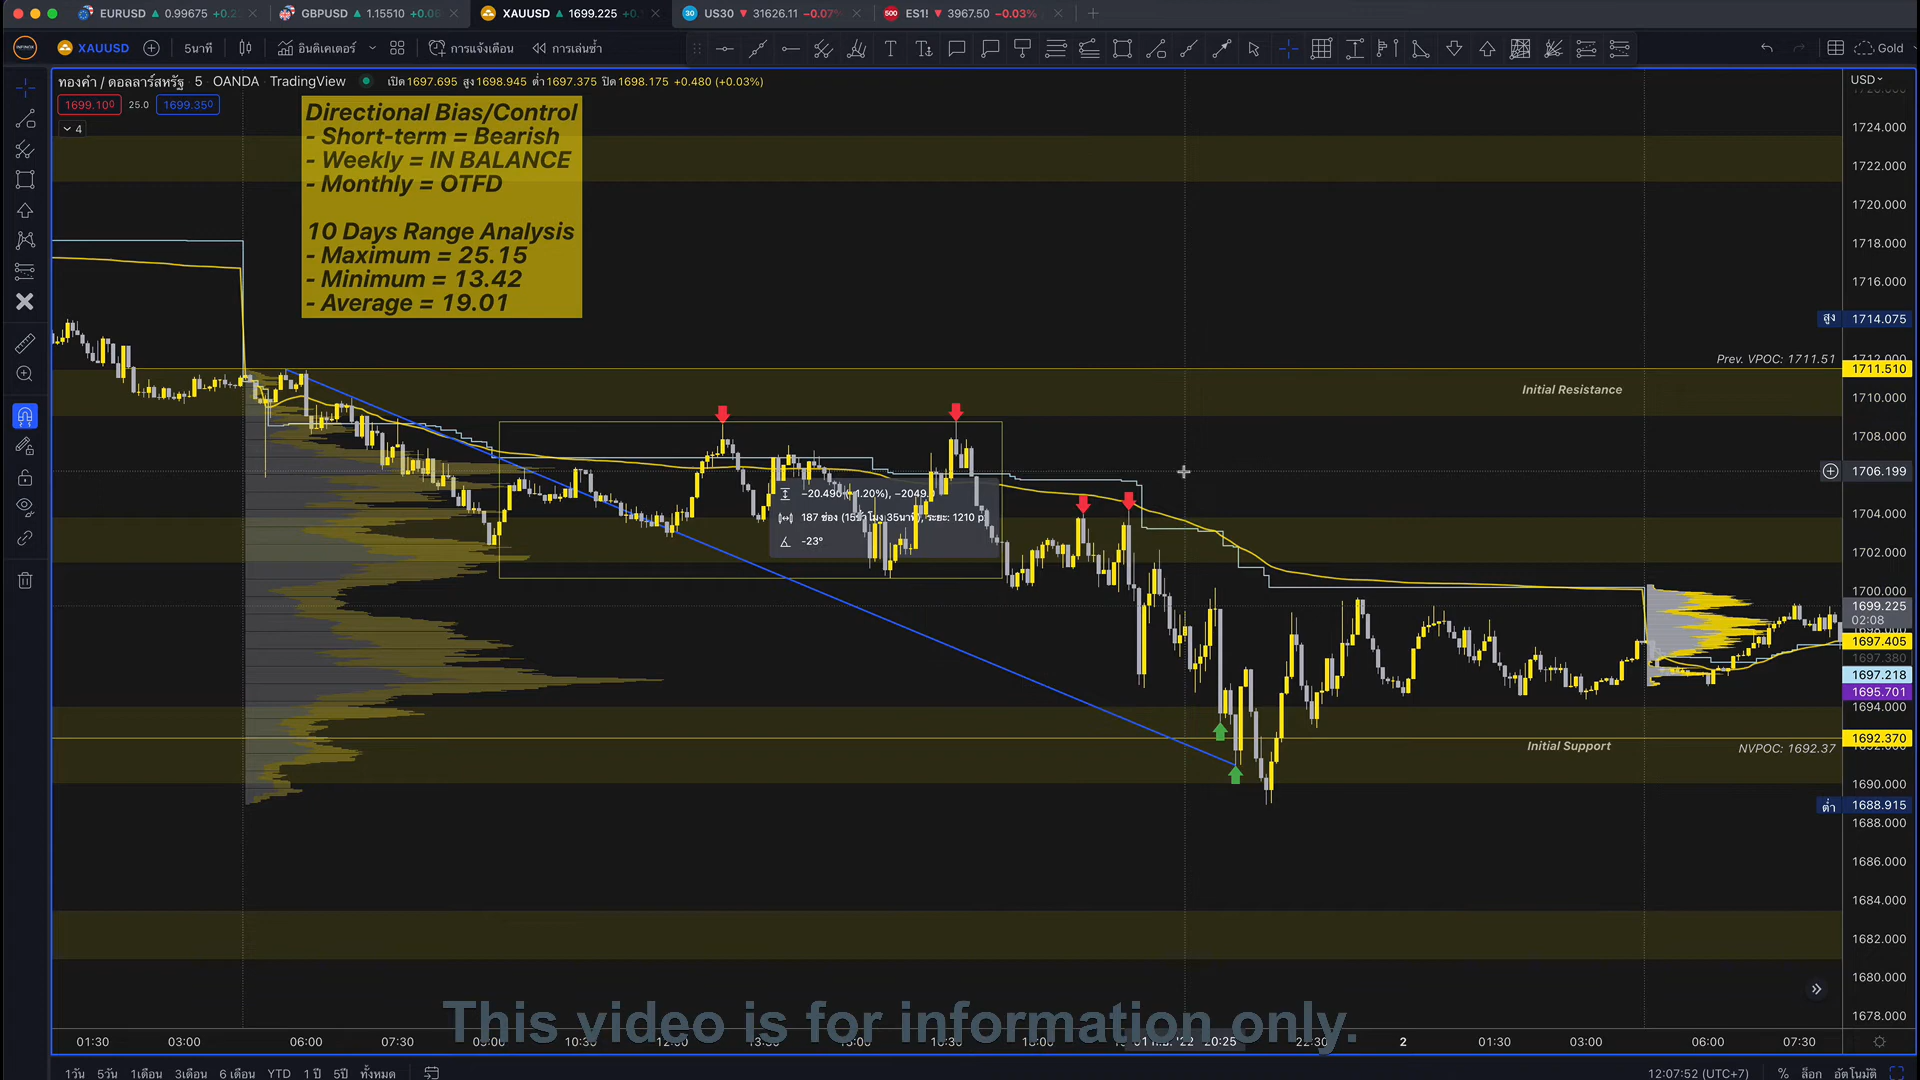 EURUSD 0.99675
GBPUSD 1.15510
XAUUSD 1699.225
US30 31626.11 −0.07%
ES1! 3967.50 −0.03%
XAUUSD 5นาที อินดิเคเตอร์ การแจ้งเตือน การเล่นซ้ำ Gold
ทองคำ / ดอลลาร์สหรัฐ · 5 · OANDA · TradingView เปิด1697.695 สูง1698.945 ต่ำ1697.375 ปิด1698.175 +0.480 (+0.03%)
USD
1699.100 25.0 1699.350
4
Directional Bias/Control
- Short-term = Bearish
- Weekly = IN BALANCE
- Monthly = OTFD
10 Days Range Analysis
- Maximum = 25.15
- Minimum = 13.42
- Average = 19.01
1724.000
1722.000
1720.000
1718.000
1716.000
สูง 1714.075
Prev. VPOC: 1711.51
1712.000
1711.510
Initial Resistance
1710.000
1708.000
1706.199
−20.490
187
-23°
1704.000
1702.000
1700.000
1699.225
02:08
1697.405
1697.380
1697.218
1695.701
1694.000
1692.370
Initial Support
NVPOC: 1692.37
1690.000
ต่ำ 1688.915
1688.000
1686.000
1684.000
1682.000
1680.000
1678.000
This video is for information only.
01:30 03:00 06:00 07:30 10:30 12:00 '22 20:25 22:30 2 01:30 03:00 06:00 07:30
1วัน 5วัน 1เดือน 3เดือน 6 เดือน YTD 1 ปี 5ปี ทั้งหมด
12:07:52 (UTC+7) % ล็อก อัตโนมัติ